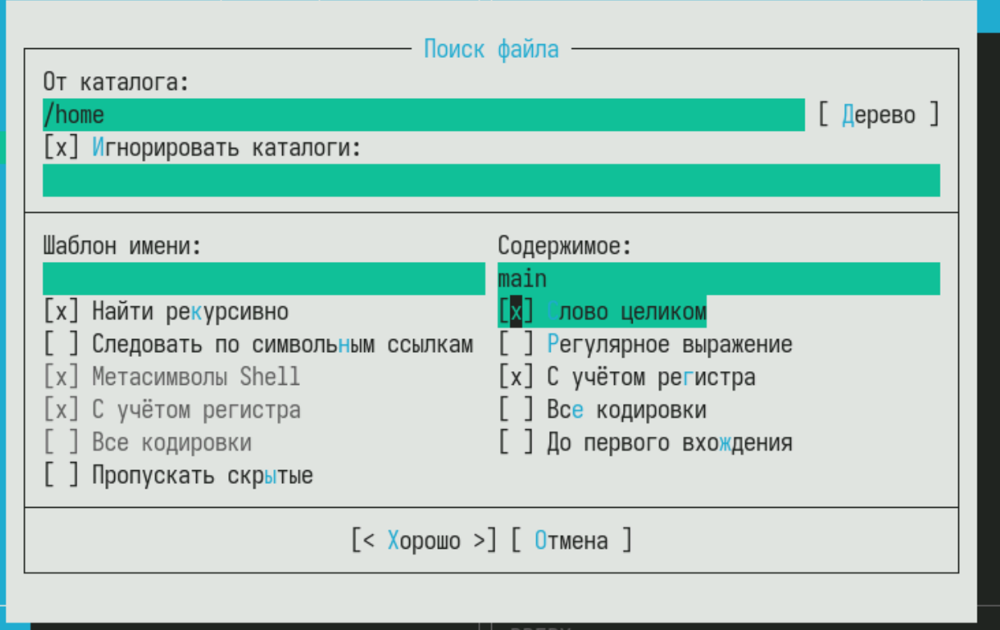 Поиск файла
От каталога:
/home [ Дерево ]
[x] Игнорировать каталоги:
Шаблон имени: Содержимое:
main
[x] Найти рекурсивно [x] Слово целиком
[ ] Следовать по символьным ссылкам [ ] Регулярное выражение
[x] Метасимволы Shell [x] С учётом регистра
[x] С учётом регистра [ ] Все кодировки
[ ] Все кодировки [ ] До первого вхождения
[ ] Пропускать скрытые
[< Хорошо >] [ Отмена ]